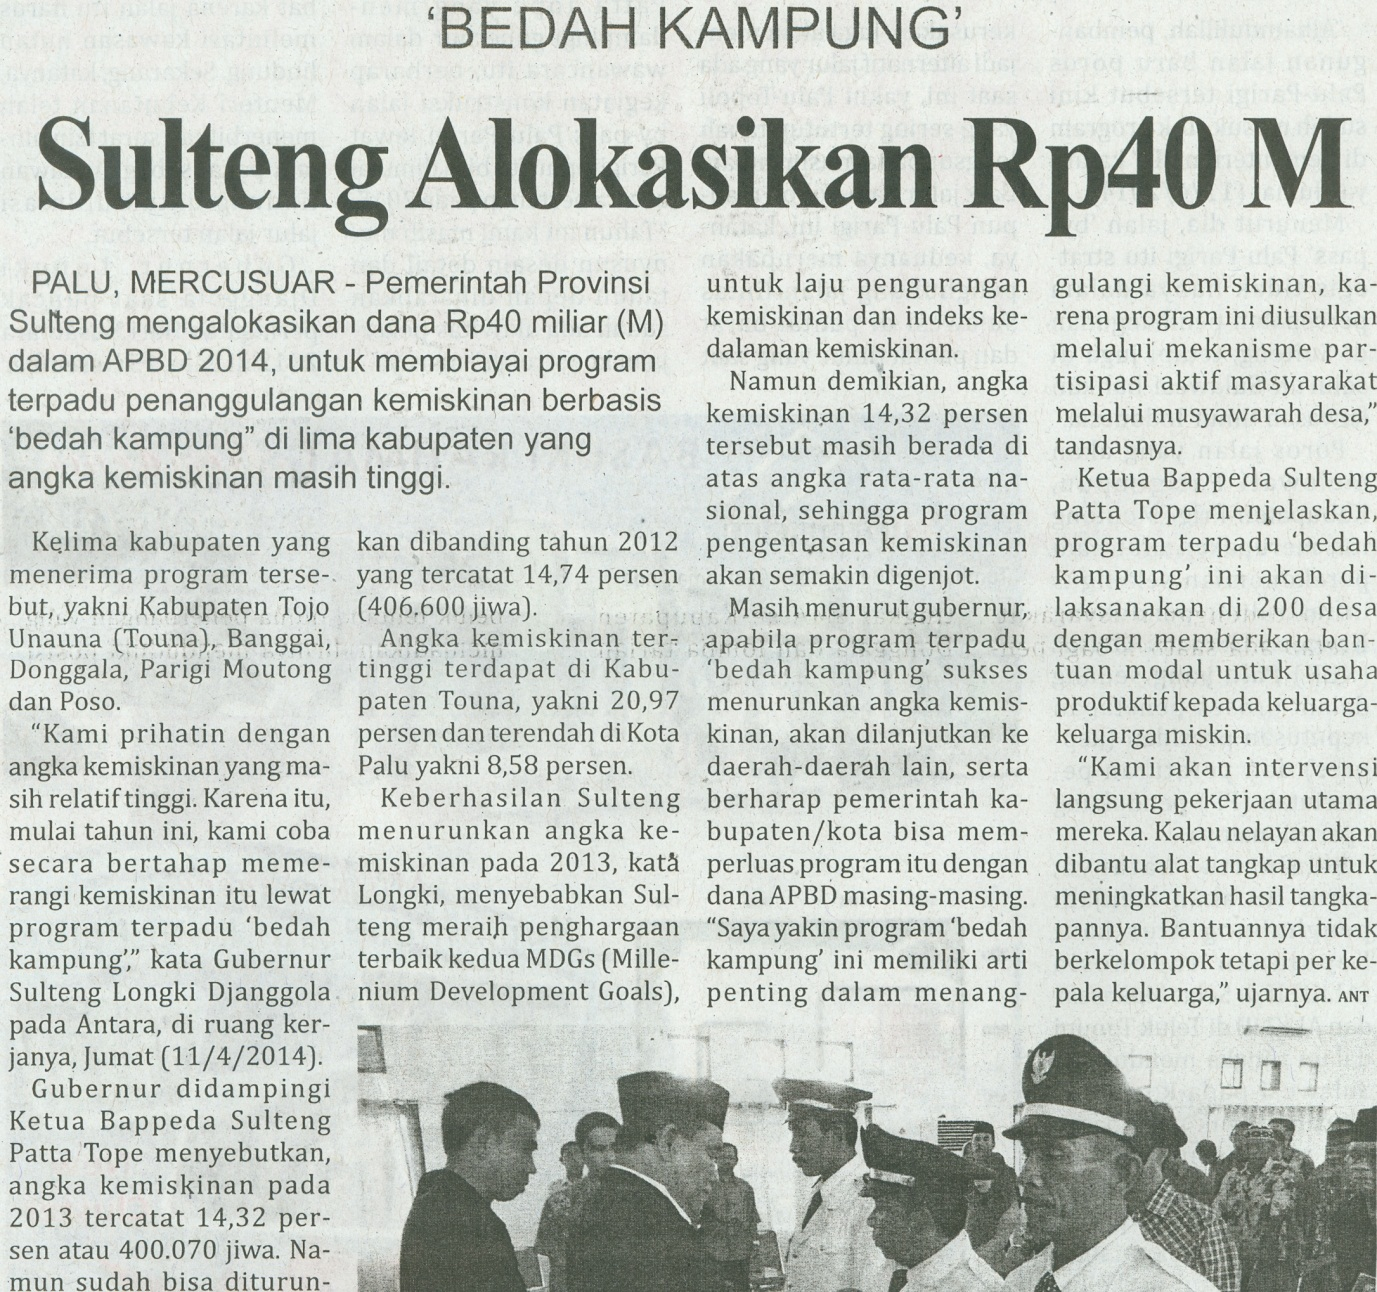 ‘BEDAH KAMPUNG’
Sulteng Alokasikan Rp40 M
PALU, MERCUSUAR - Pemerintah Provinsi
Sulteng mengalokasikan dana Rp40 miliar (M)
dalam APBD 2014, untuk membiayai program
terpadu penanggulangan kemiskinan berbasis
‘bedah kampung” di lima kabupaten yang
angka kemiskinan masih tinggi.
Kelima kabupaten yang
menerima program terse-
but, yakni Kabupaten Tojo
Unauna (Touna), Banggai,
Donggala, Parigi Moutong
dan Poso.
“Kami prihatin dengan
angka kemiskinan yang ma-
sih relatif tinggi. Karena itu,
mulai tahun ini, kami coba
secara bertahap meme-
rangi kemiskinan itu lewat
program terpadu ‘bedah
kampung’,” kata Gubernur
Sulteng Longki Djanggola
pada Antara, di ruang ker-
janya, Jumat (11/4/2014).
Gubernur didampingi
Ketua Bappeda Sulteng
Patta Tope menyebutkan,
angka kemiskinan pada
2013 tercatat 14,32 per-
sen atau 400.070 jiwa. Na-
mun sudah bisa diturun-
kan dibanding tahun 2012
yang tercatat 14,74 persen
(406.600 jiwa).
Angka kemiskinan ter-
tinggi terdapat di Kabu-
paten Touna, yakni 20,97
persen dan terendah di Kota
Palu yakni 8,58 persen.
Keberhasilan Sulteng
menurunkan angka ke-
miskinan pada 2013, kata
Longki, menyebabkan Sul-
teng meraih penghargaan
terbaik kedua MDGs (Mille-
nium Development Goals),
untuk laju pengurangan
kemiskinan dan indeks ke-
dalaman kemiskinan.
Namun demikian, angka
kemiskinan 14,32 persen
tersebut masih berada di
atas angka rata-rata na-
sional, sehingga program
pengentasan kemiskinan
akan semakin digenjot.
Masih menurut gubernur,
apabila program terpadu
‘bedah kampung’ sukses
menurunkan angka kemis-
kinan, akan dilanjutkan ke
daerah-daerah lain, serta
berharap pemerintah ka-
bupaten/kota bisa mem-
perluas program itu dengan
dana APBD masing-masing.
“Saya yakin program ‘bedah
kampung’ ini memiliki arti
penting dalam menang-
gulangi kemiskinan, ka-
rena program ini diusulkan
melalui mekanisme par-
tisipasi aktif masyarakat
melalui musyawarah desa,”
tandasnya.
Ketua Bappeda Sulteng
Patta Tope menjelaskan,
program terpadu ‘bedah
kampung’ ini akan di-
laksanakan di 200 desa
dengan memberikan ban-
tuan modal untuk usaha
produktif kepada keluarga-
keluarga miskin.
“Kami akan intervensi
langsung pekerjaan utama
mereka. Kalau nelayan akan
dibantu alat tangkap untuk
meningkatkan hasil tangka-
pannya. Bantuannya tidak
berkelompok tetapi per ke-
pala keluarga,” ujarnya. ANT